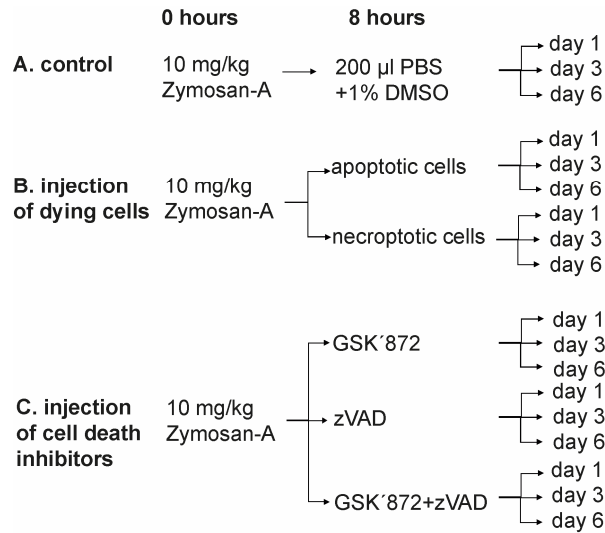 0 hours 8 hours
A. control 10 mg/kg Zymosan-A 200 µl PBS +1% DMSO
day 1
day 3
day 6
B. injection of dying cells 10 mg/kg Zymosan-A
apoptotic cells
day 1
day 3
day 6
necroptotic cells
day 1
day 3
day 6
C. injection of cell death inhibitors 10 mg/kg Zymosan-A
GSK´872
day 1
day 3
day 6
zVAD
day 1
day 3
day 6
GSK´872+zVAD
day 1
day 3
day 6